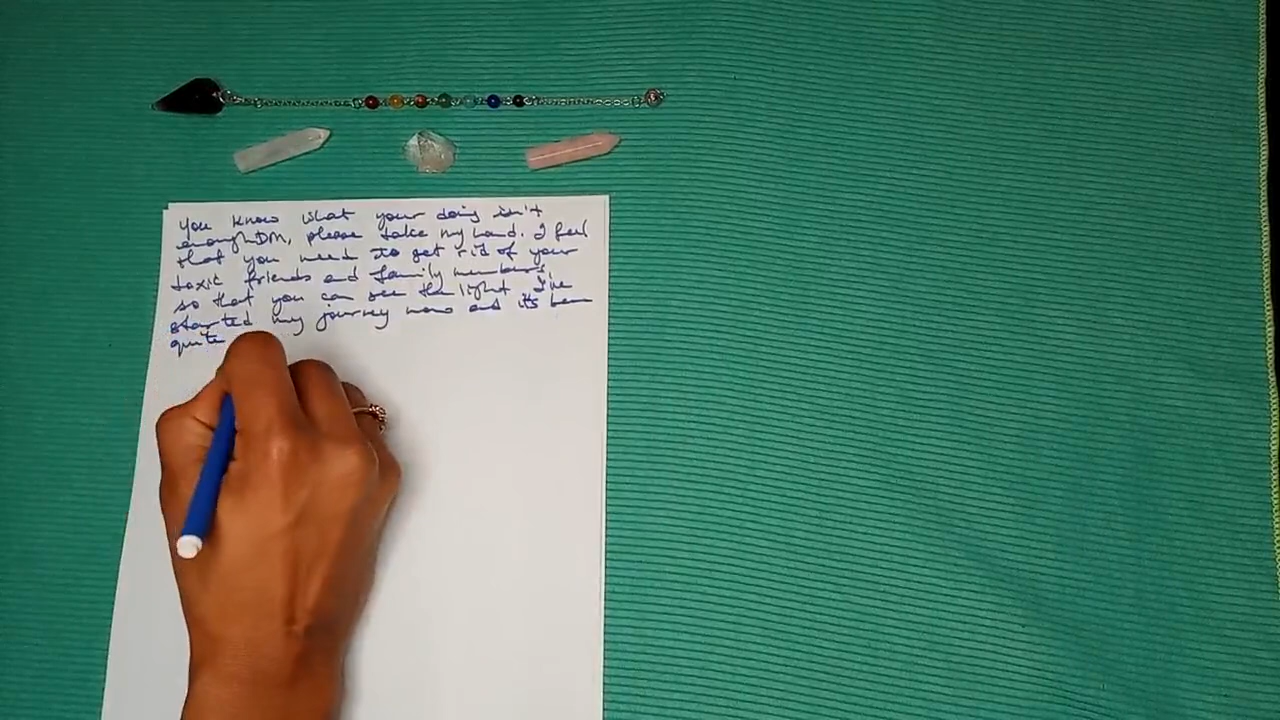 You know what your doing isn't
enough DM, please take my hand. I feel
that you need to get rid of your
toxic friends and family members,
so that you can see the light. I've
started my journey now and its been
quite